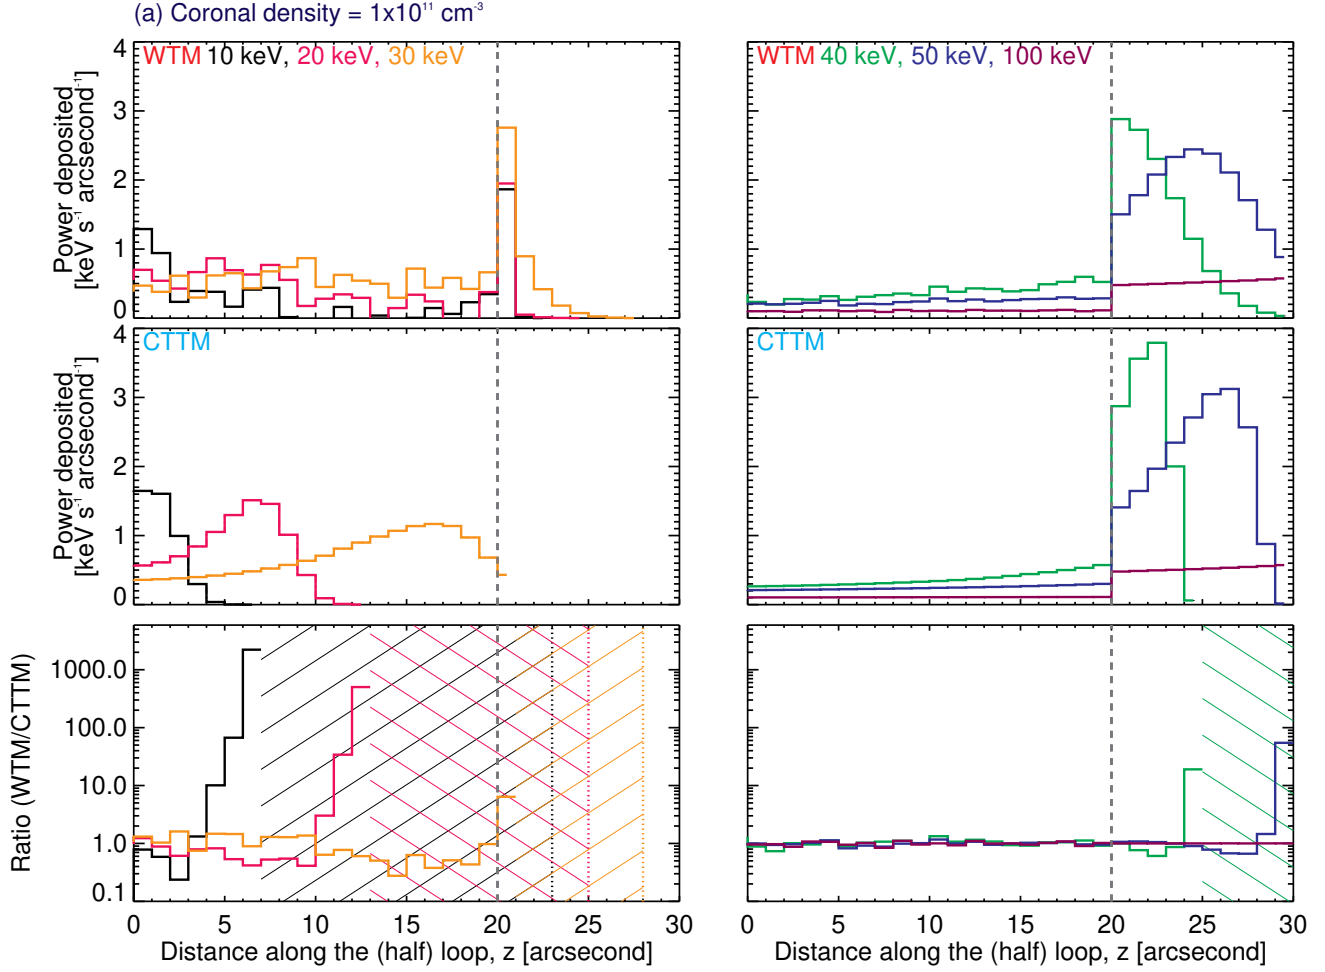 (a) Coronal density = 1x10¹¹ cm⁻³
WTM 10 keV, 20 keV, 30 keV
WTM 40 keV, 50 keV, 100 keV
Power deposited
[keV s⁻¹ arcsecond⁻¹]
4
3
2
1
0
CTTM
CTTM
Power deposited
[keV s⁻¹ arcsecond⁻¹]
4
3
2
1
0
Ratio (WTM/CTTM)
1000.0
100.0
10.0
1.0
0.1
0 5 10 15 20 25 30
0 5 10 15 20 25 30
Distance along the (half) loop, z [arcsecond]
Distance along the (half) loop, z [arcsecond]